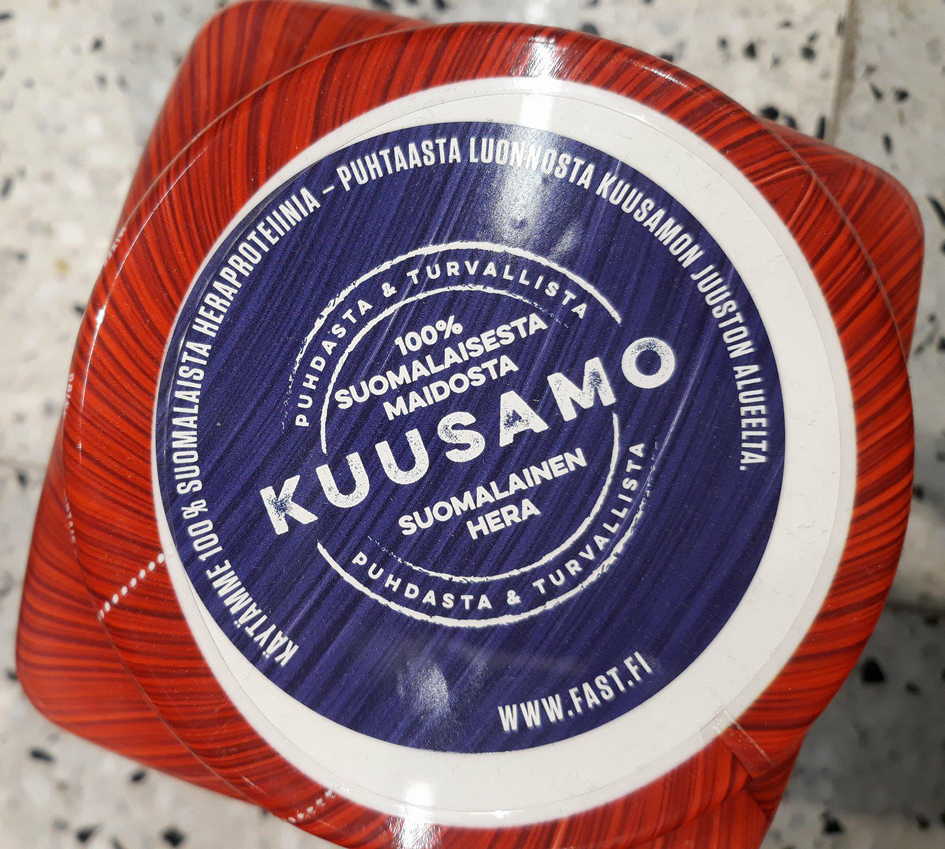 KÄYTÄMME 100 % SUOMALAISTA HERAPROTEIINIA – PUHTAASTA LUONNOSTA KUUSAMON JUUSTON ALUEELTA.
PUHDASTA & TURVALLISTA
100%
SUOMALAISESTA
MAIDOSTA
KUUSAMO
SUOMALAINEN
HERA
PUHDASTA & TURVALLISTA
WWW.FAST.FI